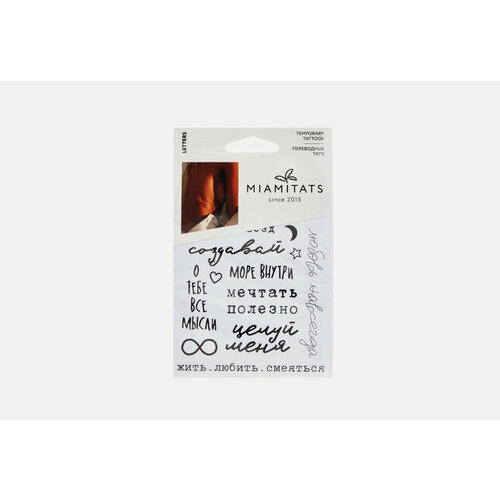 LETTERS
TEMPORARY
TATTOOS
ПЕРЕВОДНЫЕ
ТАТУ
MIAMITATS
since 2015
создавай
любовь навсегда
О
ТЕБЕ
ВСЕ
МЫСЛИ
МОРЕ ВНУТРИ
мечтать
полезно
целуй
меня
жить.любить.смеяться